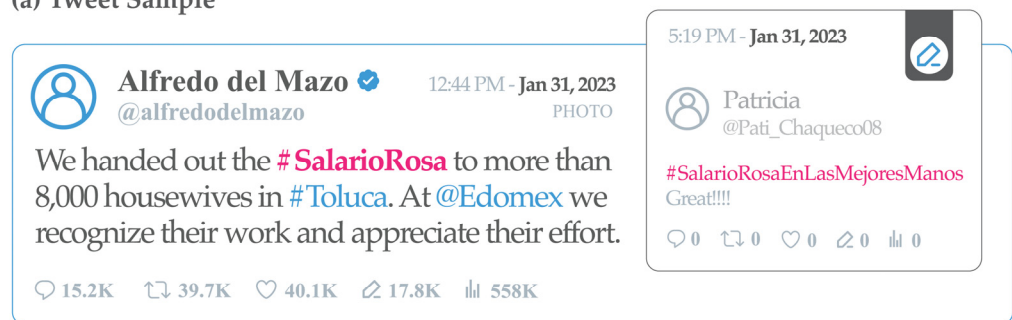 (a) Tweet Sample
Alfredo del Mazo
@alfredodelmazo
12:44 PM - Jan 31, 2023
PHOTO
We handed out the #SalarioRosa to more than
8,000 housewives in #Toluca. At @Edomex we
recognize their work and appreciate their effort.
15.2K 39.7K 40.1K 17.8K 558K
5:19 PM - Jan 31, 2023
Patricia
@Pati_Chaqueco08
#SalarioRosaEnLasMejoresManos
Great!!!!
0 0 0 0 0